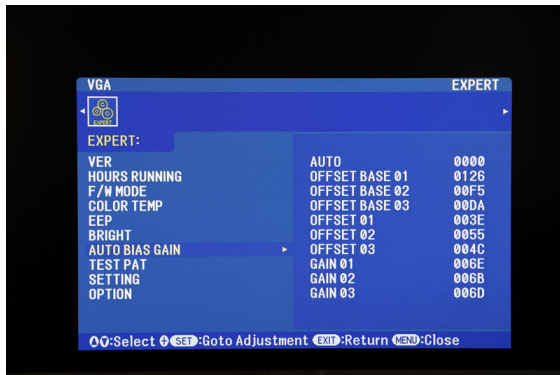 VGA EXPERT
EXPERT
EXPERT:
VER
HOURS RUNNING
F/W MODE
COLOR TEMP
EEP
BRIGHT
AUTO BIAS GAIN
TEST PAT
SETTING
OPTION
AUTO 0000
OFFSET BASE 01 0126
OFFSET BASE 02 00F5
OFFSET BASE 03 00DA
OFFSET 01 003E
OFFSET 02 0055
OFFSET 03 004C
GAIN 01 006E
GAIN 02 006B
GAIN 03 006D
:Select SET:Goto Adjustment EXIT:Return MENU:Close